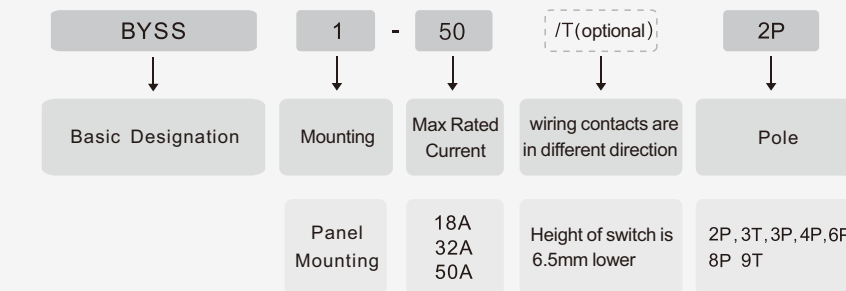 BYSS 1 - 50 /T(optional) 2P
Basic Designation
Mounting
Max Rated
Current
wiring contacts are
in different direction
Pole
Panel
Mounting
18A
32A
50A
Height of switch is
6.5mm lower
2P,3T,3P,4P,6P
8P 9T